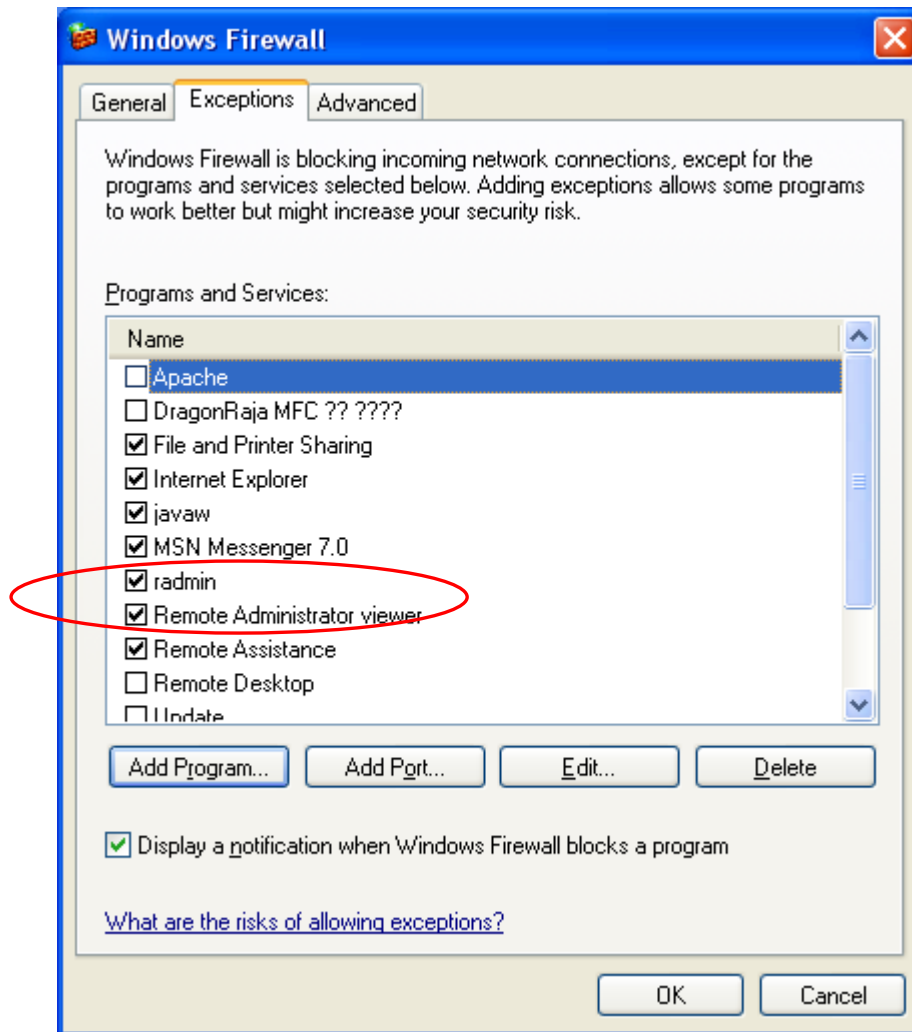 Windows Firewall
General Exceptions Advanced
Windows Firewall is blocking incoming network connections, except for the
programs and services selected below. Adding exceptions allows some programs
to work better but might increase your security risk.
Programs and Services:
Name
Apache
DragonRaja MFC ?? ????
File and Printer Sharing
Internet Explorer
javaw
MSN Messenger 7.0
radmin
Remote Administrator viewer
Remote Assistance
Remote Desktop
Update
Add Program... Add Port... Edit... Delete
Display a notification when Windows Firewall blocks a program
What are the risks of allowing exceptions?
OK Cancel